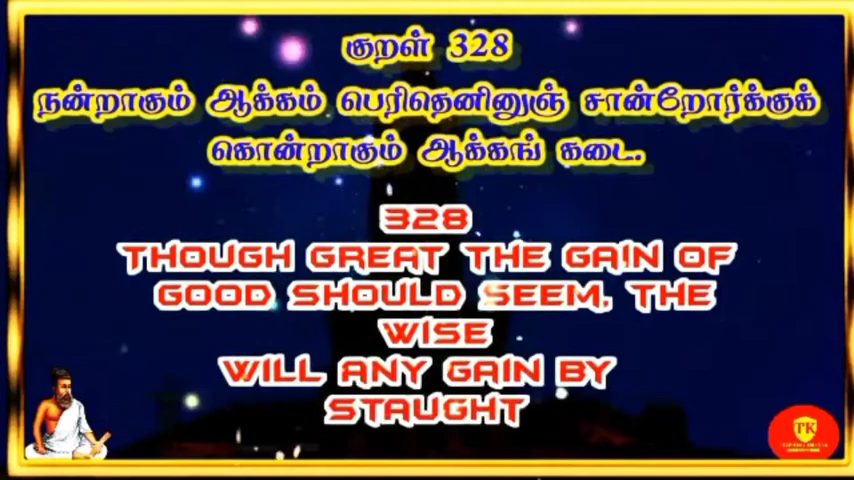 குறள் 328
நன்றாகும் ஆக்கம் பெரிதெனினுஞ் சான்றோர்க்குக்
கொன்றாகும் ஆக்கங் கடை.
328
THOUGH GREAT THE GAIN OF
GOOD SHOULD SEEM, THE
WISE
WILL ANY GAIN BY
STAUGHT
TK